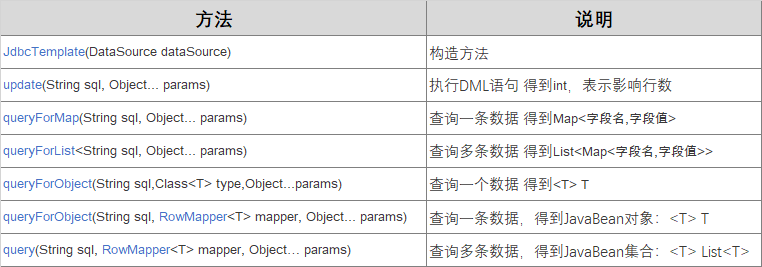 方法 说明
JdbcTemplate(DataSource dataSource) 构造方法
update(String sql, Object... params) 执行DML语句 得到int，表示影响行数
queryForMap(String sql, Object... params) 查询一条数据 得到Map<字段名,字段值>
queryForList<String sql, Object... params) 查询多条数据 得到List<Map<字段名,字段值>>
queryForObject(String sql,Class<T> type,Object...params) 查询一个数据 得到<T> T
queryForObject(String sql, RowMapper<T> mapper, Object... params) 查询一条数据，得到JavaBean对象：<T> T
query(String sql, RowMapper<T> mapper, Object... params) 查询多条数据，得到JavaBean集合：<T> List<T>